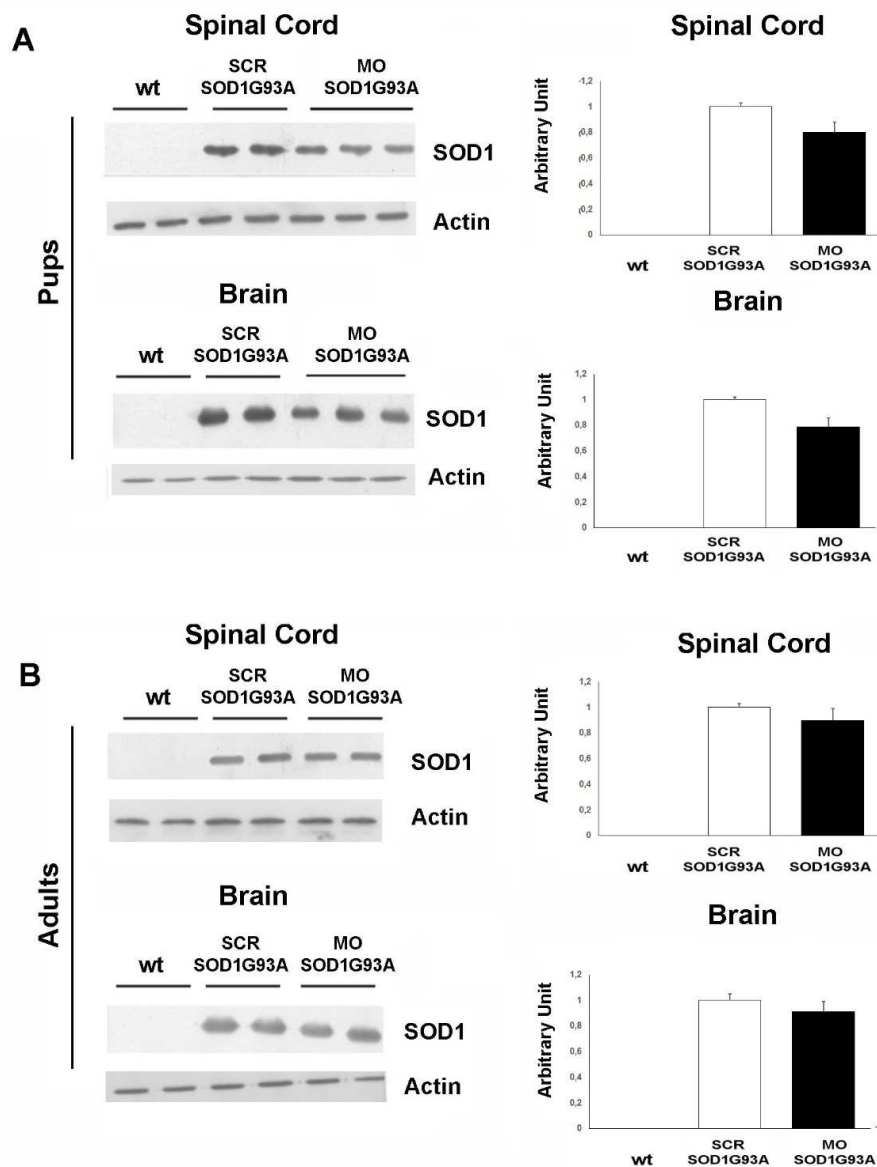 A
Spinal Cord
wt
SCR
SOD1G93A
MO
SOD1G93A
SOD1
Actin
Pups
Brain
wt
SCR
SOD1G93A
MO
SOD1G93A
SOD1
Actin
Spinal Cord
Arbitrary Unit
1,2
1
0,8
0,6
0,4
0,2
0
wt
SCR
SOD1G93A
MO
SOD1G93A
Brain
Arbitrary Unit
1,2
1
0,8
0,6
0,4
0,2
0
wt
SCR
SOD1G93A
MO
SOD1G93A
B
Spinal Cord
wt
SCR
SOD1G93A
MO
SOD1G93A
SOD1
Actin
Adults
Brain
wt
SCR
SOD1G93A
MO
SOD1G93A
SOD1
Actin
Spinal Cord
Arbitrary Unit
1,2
1
0,8
0,6
0,4
0,2
0
wt
SCR
SOD1G93A
MO
SOD1G93A
Brain
Arbitrary Unit
1,2
1
0,8
0,6
0,4
0,2
0
wt
SCR
SOD1G93A
MO
SOD1G93A